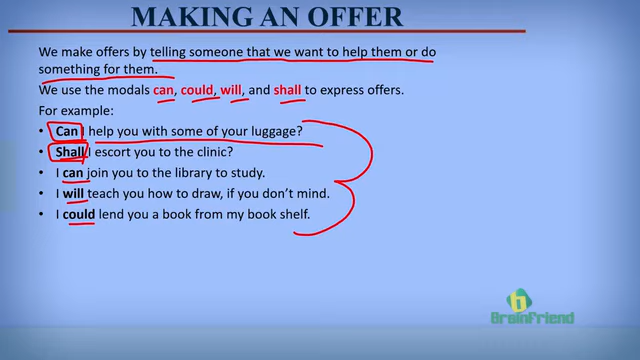 MAKING AN OFFER
We make offers by telling someone that we want to help them or do
something for them.
We use the modals can, could, will, and shall to express offers.
For example:
• Can I help you with some of your luggage?
• Shall I escort you to the clinic?
• I can join you to the library to study.
• I will teach you how to draw, if you don't mind.
• I could lend you a book from my book shelf.
b
Brainfriend